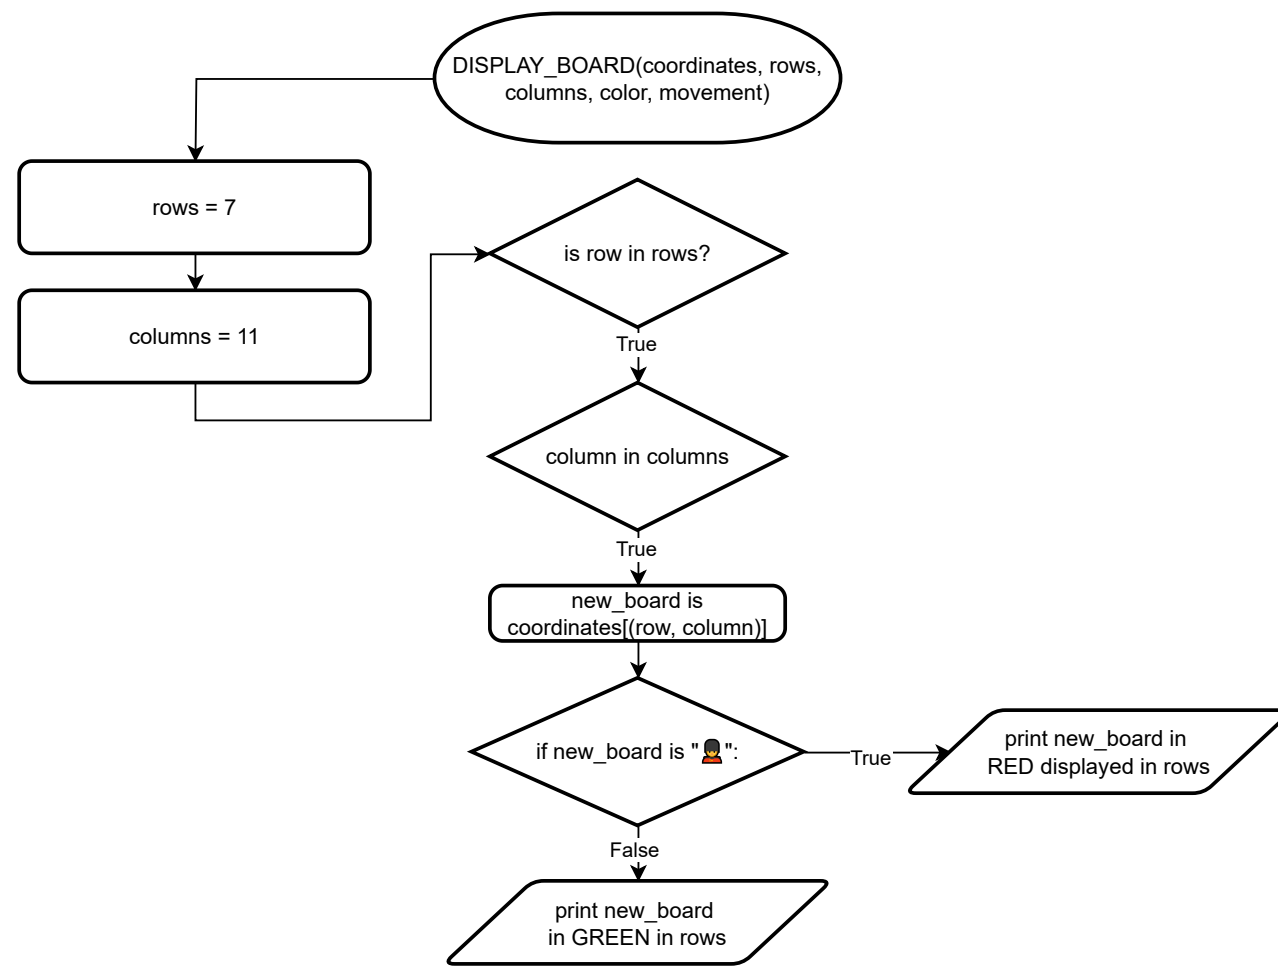 DISPLAY_BOARD(coordinates, rows,
columns, color, movement)
rows = 7
columns = 11
is row in rows?
True
column in columns
True
new_board is
coordinates[(row, column)]
if new_board is "💂":
True
print new_board in
RED displayed in rows
False
print new_board
in GREEN in rows